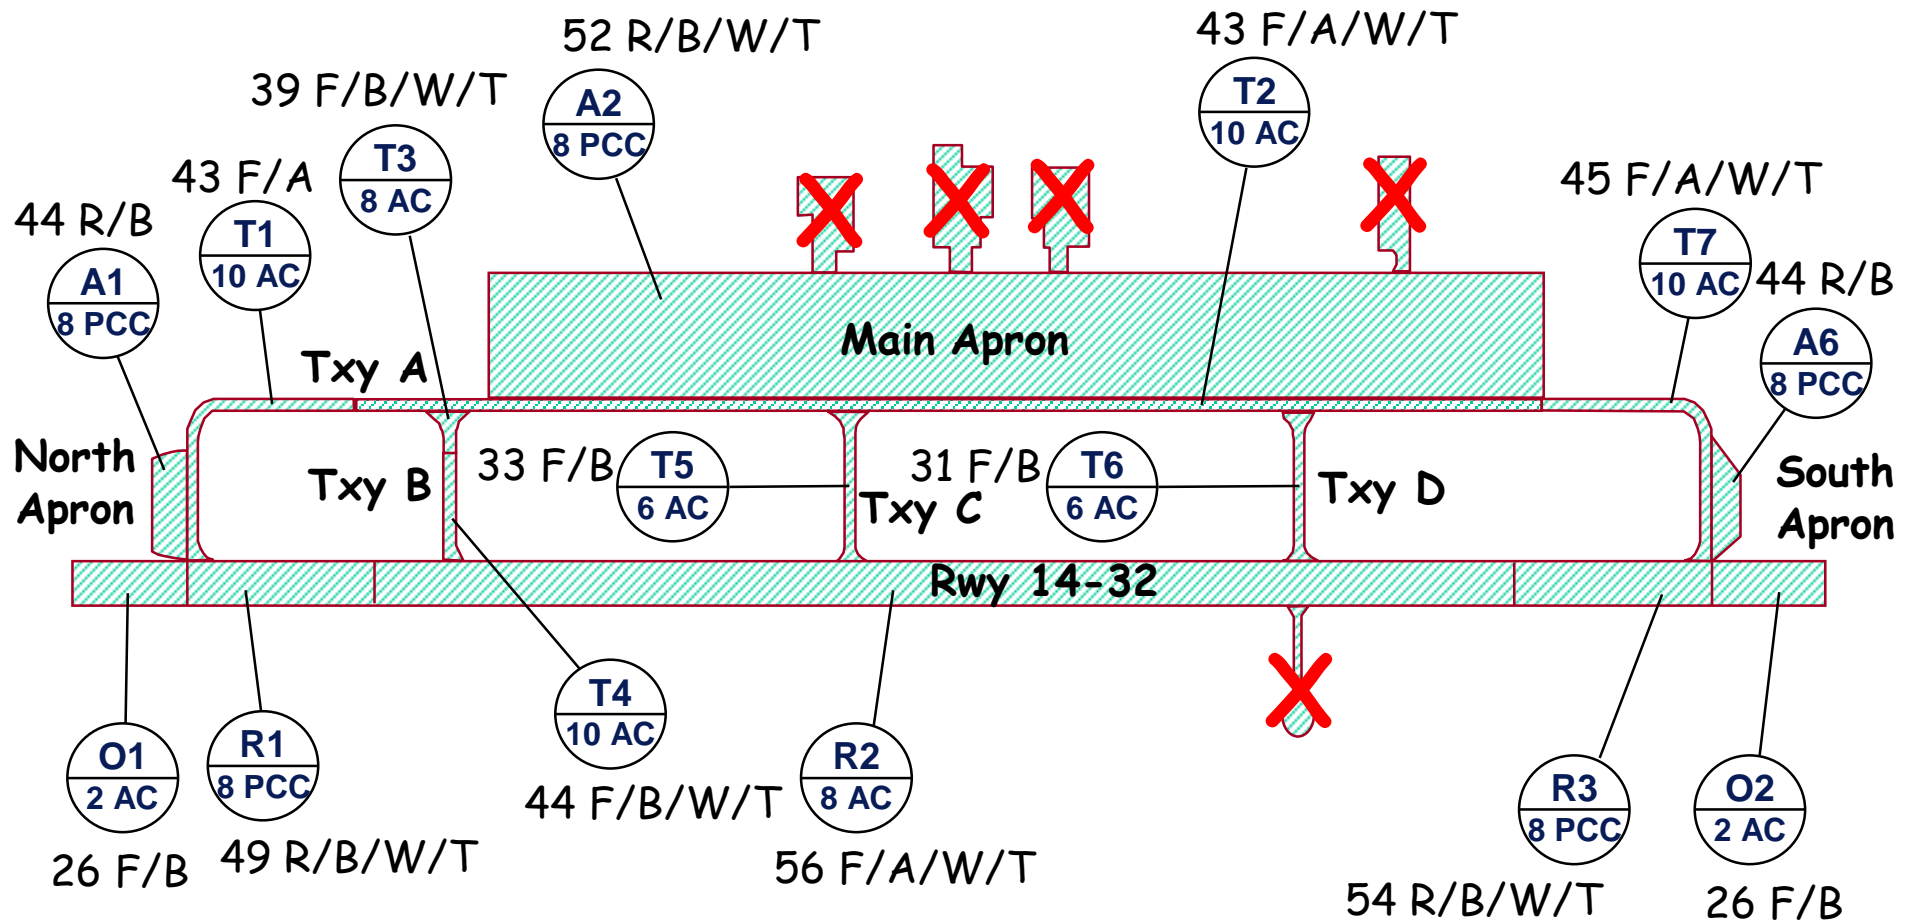 52 R/B/W/T
43 F/A/W/T
39 F/B/W/T
A2
8 PCC
T2
10 AC
T3
8 AC
43 F/A
45 F/A/W/T
44 R/B
T1
10 AC
T7
10 AC
44 R/B
A1
8 PCC
Main Apron
A6
8 PCC
Txy A
North
Apron
Txy B
33 F/B
T5
6 AC
Txy C
31 F/B
T6
6 AC
Txy D
South
Apron
Rwy 14-32
O1
2 AC
R1
8 PCC
T4
10 AC
R2
8 AC
R3
8 PCC
O2
2 AC
44 F/B/W/T
26 F/B
49 R/B/W/T
56 F/A/W/T
54 R/B/W/T
26 F/B